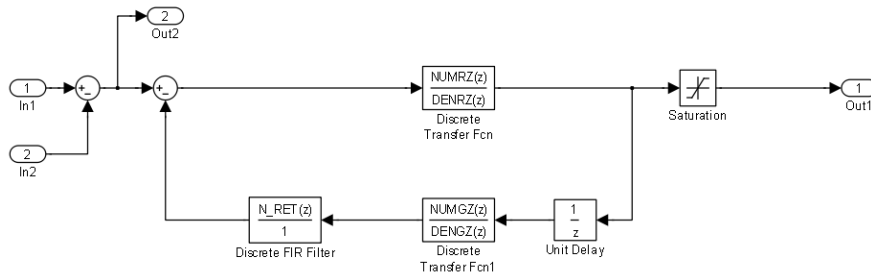 2
Out2
1
In1
+
-
+
-
NUMRZ(z)
DENRZ(z)
Discrete
Transfer Fcn
Saturation
1
Out1
2
In2
N_RET(z)
1
Discrete FIR Filter
NUMGZ(z)
DENGZ(z)
Discrete
Transfer Fcn1
1
z
Unit Delay